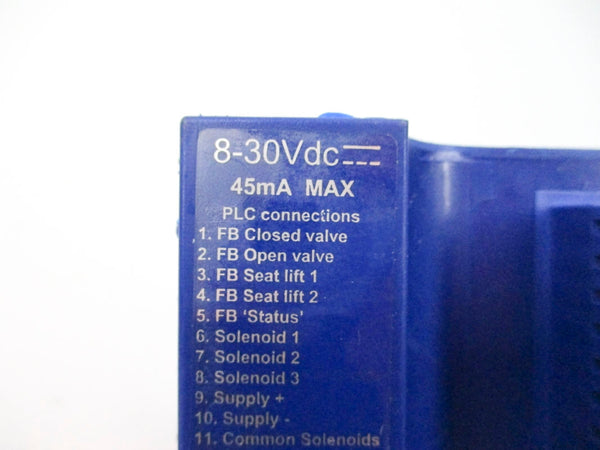 8-30Vdc⎓
45mA MAX
PLC connections
1. FB Closed valve
2. FB Open valve
3. FB Seat lift 1
4. FB Seat lift 2
5. FB ‘Status’
6. Solenoid 1
7. Solenoid 2
8. Solenoid 3
9. Supply +
10. Supply -
11. Common Solenoids